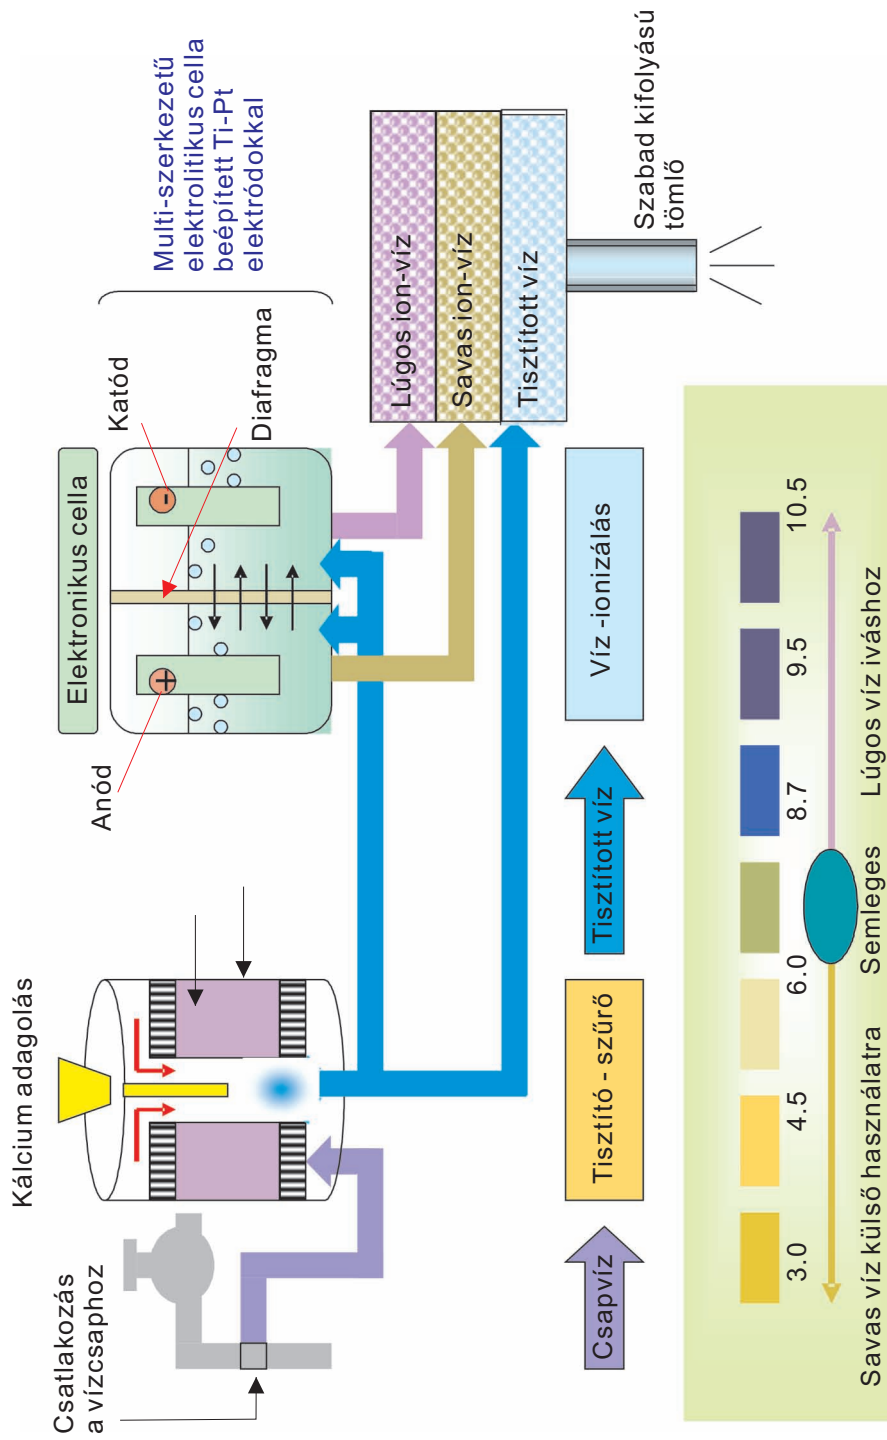 Csatlakozás
a vízcsaphoz
Kálcium adagolás
Anód
Elektronikus cella
Katód
Diafragma
Multi-szerkezetű
elektrolitikus cella
beépített Ti-Pt
elektródokkal
+
-
Lúgos ion-víz
Savas ion-víz
Tisztított víz
Szabad kifolyású
tömlő
Csapvíz
Tisztító - szűrő
Tisztított víz
Víz -ionizálás
3.0
4.5
6.0
8.7
9.5
10.5
Savas víz külső használatra
Semleges
Lúgos víz iváshoz